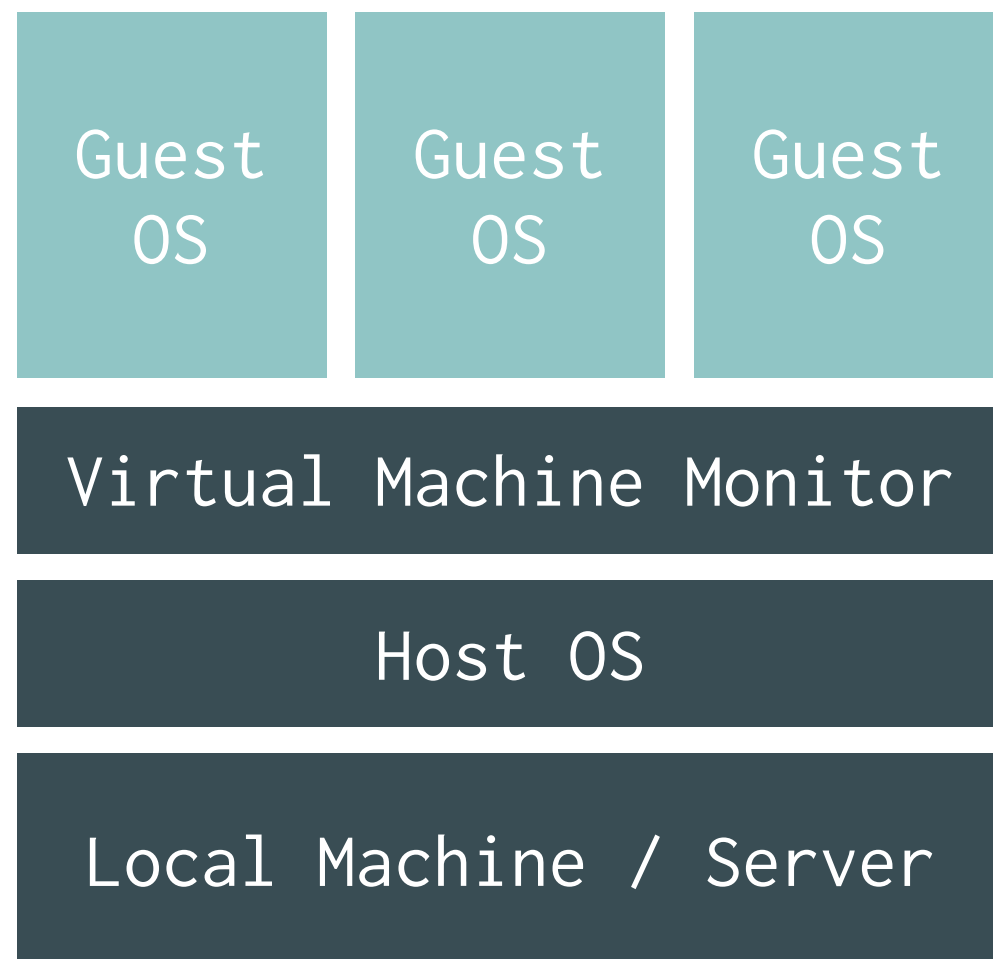 Guest Guest Guest
OS OS OS
Virtual Machine Monitor
Host OS
Local Machine / Server